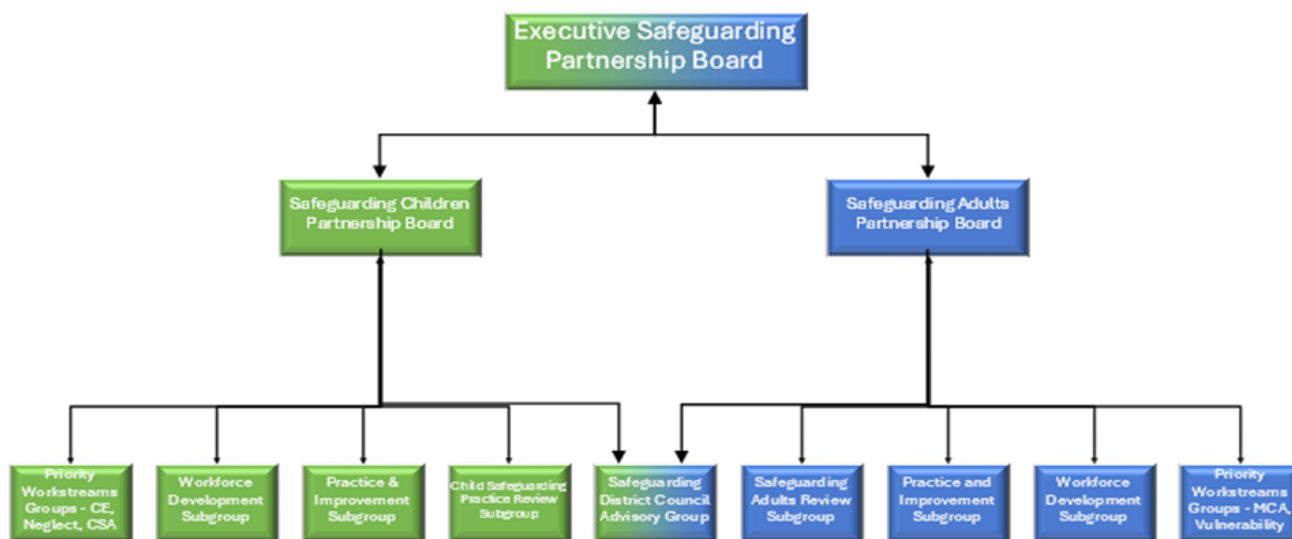 Executive Safeguarding
Partnership Board
Safeguarding Children
Partnership Board
Safeguarding Adults
Partnership Board
Priority
Workstreams
Groups - CE,
Neglect, CSA
Workforce
Development
Subgroup
Practice &
Improvement
Subgroup
Child Safeguarding
Practice Review
Subgroup
Safeguarding
District Council
Advisory Group
Safeguarding
Adults Review
Subgroup
Practice and
Improvement
Subgroup
Workforce
Development
Subgroup
Priority
Workstreams
Groups - MCA,
Vulnerability